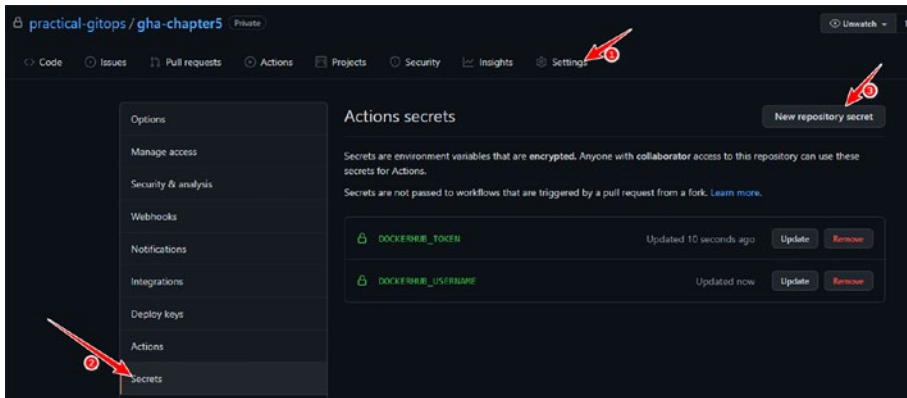 practical-gitops / gha-chapter5 Private
Unwatch
Code Issues Pull requests Actions Projects Security Insights Settings
1
3
Options
Actions secrets
New repository secret
Manage access
Secrets are environment variables that are encrypted. Anyone with collaborator access to this repository can use these
secrets for Actions.
Security & analysis
Secrets are not passed to workflows that are triggered by a pull request from a fork. Learn more.
Webhooks
DOCKERHUB_TOKEN Updated 10 seconds ago Update Remove
Notifications
Integrations
DOCKERHUB_USERNAME Updated now Update Remove
Deploy keys
Actions
2
Secrets